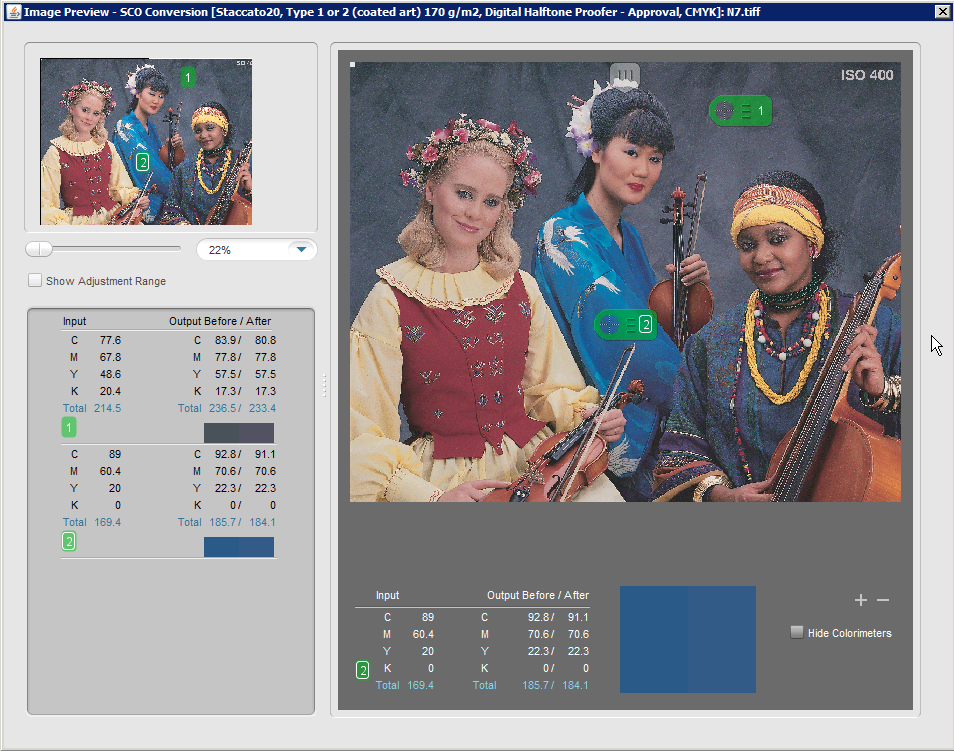 Image Preview - SCO Conversion [Staccato20, Type 1 or 2 (coated art) 170 g/m2, Digital Halftone Proofer - Approval, CMYK]: N7.tiff
1
2
22%
Show Adjustment Range
Input Output Before / After
C 77.6 C 83.9 / 80.8
M 67.8 M 77.8 / 77.8
Y 48.6 Y 57.5 / 57.5
K 20.4 K 17.3 / 17.3
Total 214.5 Total 236.5 / 233.4
1
C 89 C 92.8 / 91.1
M 60.4 M 70.6 / 70.6
Y 20 Y 22.3 / 22.3
K 0 K 0 / 0
Total 169.4 Total 185.7 / 184.1
2
ISO 400
1
2
Input Output Before / After
C 89 C 92.8 / 91.1
M 60.4 M 70.6 / 70.6
Y 20 Y 22.3 / 22.3
2 K 0 K 0 / 0
Total 169.4 Total 185.7 / 184.1
+ −
Hide Colorimeters